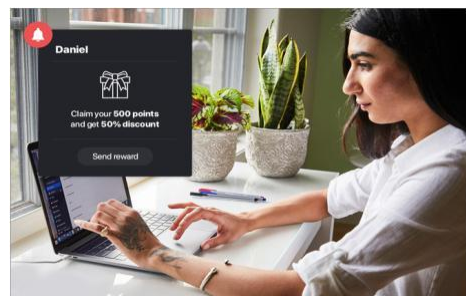 Daniel
Claim your 500 points
and get 50% discount
Send reward